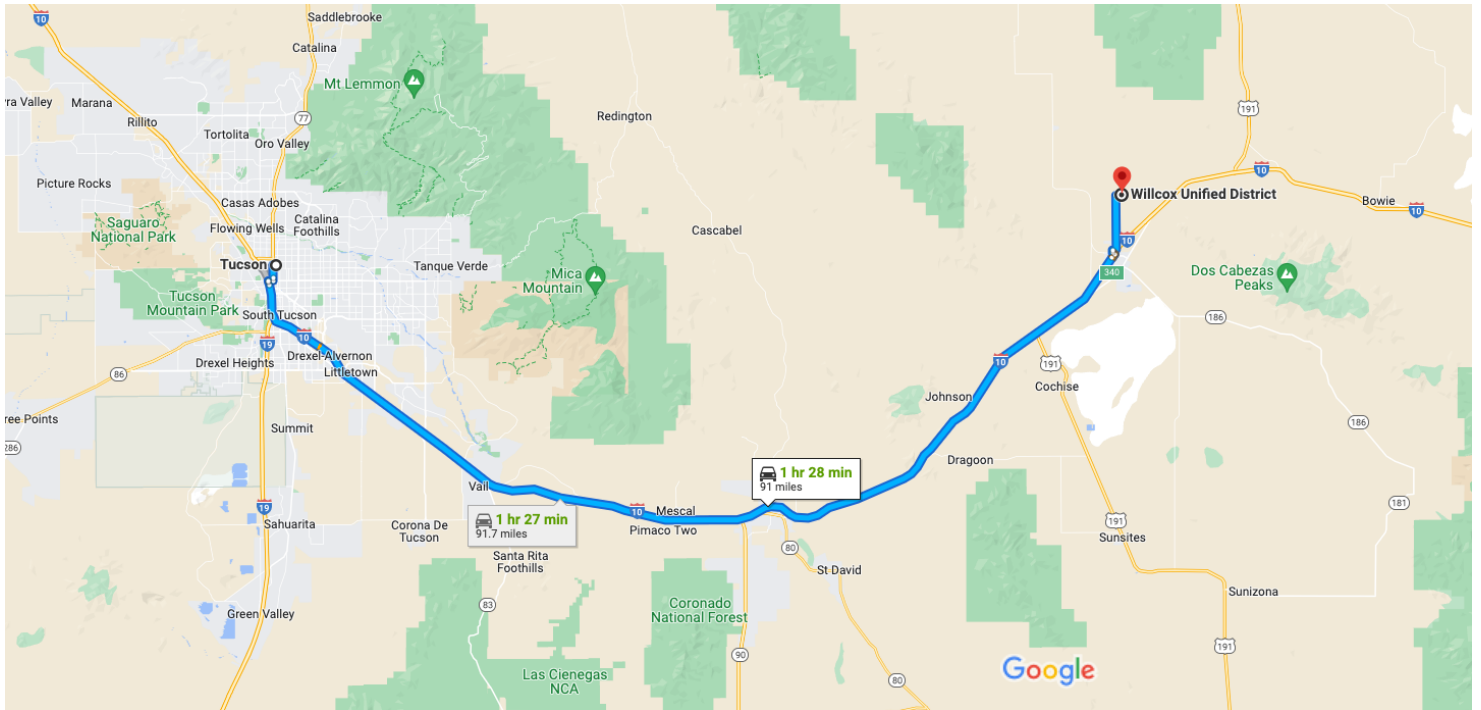 10
Saddlebrooke
Catalina
Mt Lemmon
yra Valley
Marana
Rillito
77
Redington
191
191
Tortolita
Oro Valley
Picture Rocks
Willcox Unified District
10
Bowie
10
Casas Adobes
Saguaro
National Park
Flowing Wells
Catalina
Foothills
Cascabel
10
Tucson
Tanque Verde
Mica
Mountain
340
Dos Cabezas
Peaks
Tucson
Mountain Park
South Tucson
186
10
19
Drexel-Alvernon
Drexel Heights
Littletown
86
10
191
Cochise
Johnson
ree Points
286
Summit
186
Dragoon
1 hr 28 min
91 miles
Vail
19
10
Mescal
Pimaco Two
181
1 hr 27 min
91.7 miles
Sahuarita
Corona De
Tucson
191
Sunsites
80
Santa Rita
Foothills
St David
Sunizona
83
Coronado
National Forest
Green Valley
191
90
Las Cienegas
NCA
80
Google